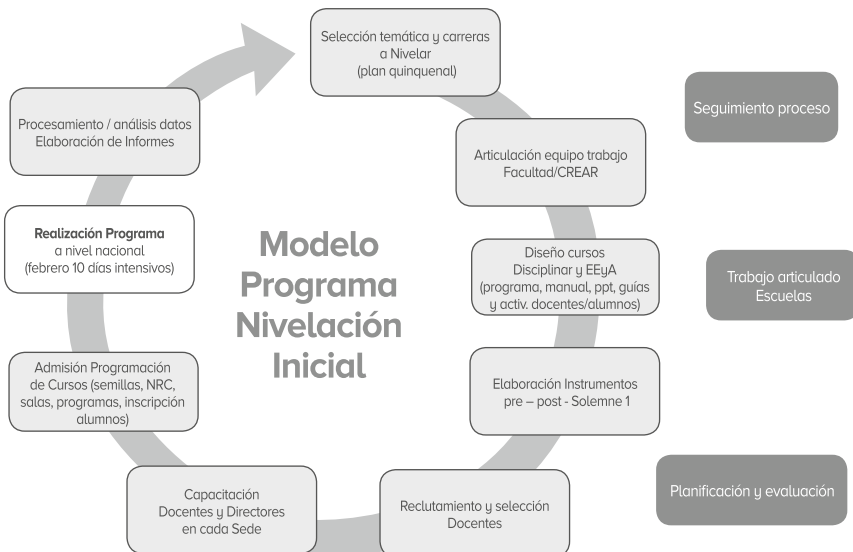 Selección temática y carreras
a Nivelar
(plan quinquenal)
Articulación equipo trabajo
Facultad/CREAR
Diseño cursos
Disciplinar y EEyA
(programa, manual, ppt, guías
y activ. docentes/alumnos)
Elaboración Instrumentos
pre – post - Solemne 1
Reclutamiento y selección
Docentes
Capacitación
Docentes y Directores
en cada Sede
Admisión Programación
de Cursos (semillas, NRC,
salas, programas, inscripción
alumnos)
Realización Programa
a nivel nacional
(febrero 10 días intensivos)
Procesamiento / análisis datos
Elaboración de Informes
Modelo
Programa
Nivelación
Inicial
Seguimiento proceso
Trabajo articulado
Escuelas
Planificación y evaluación